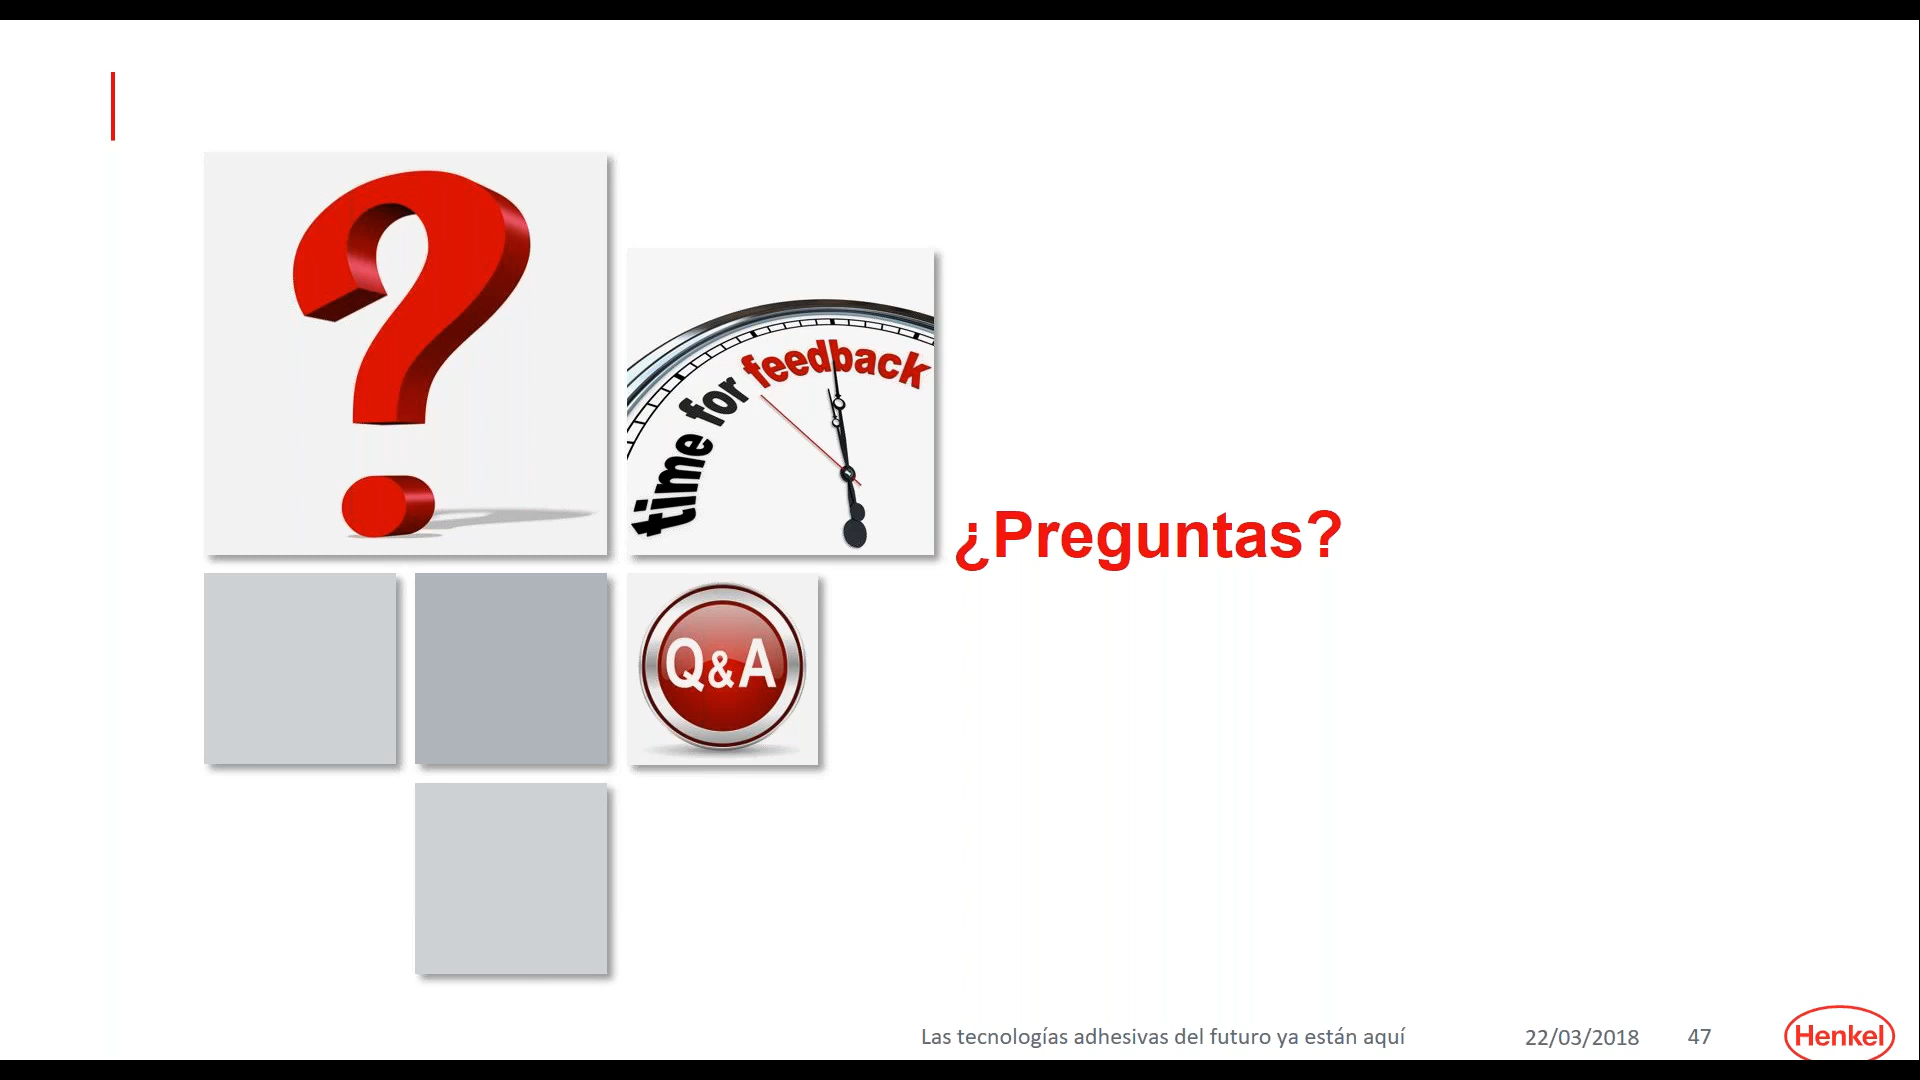 time for feedback
¿Preguntas?
Q&A
Las tecnologías adhesivas del futuro ya están aquí
22/03/2018
47
Henkel